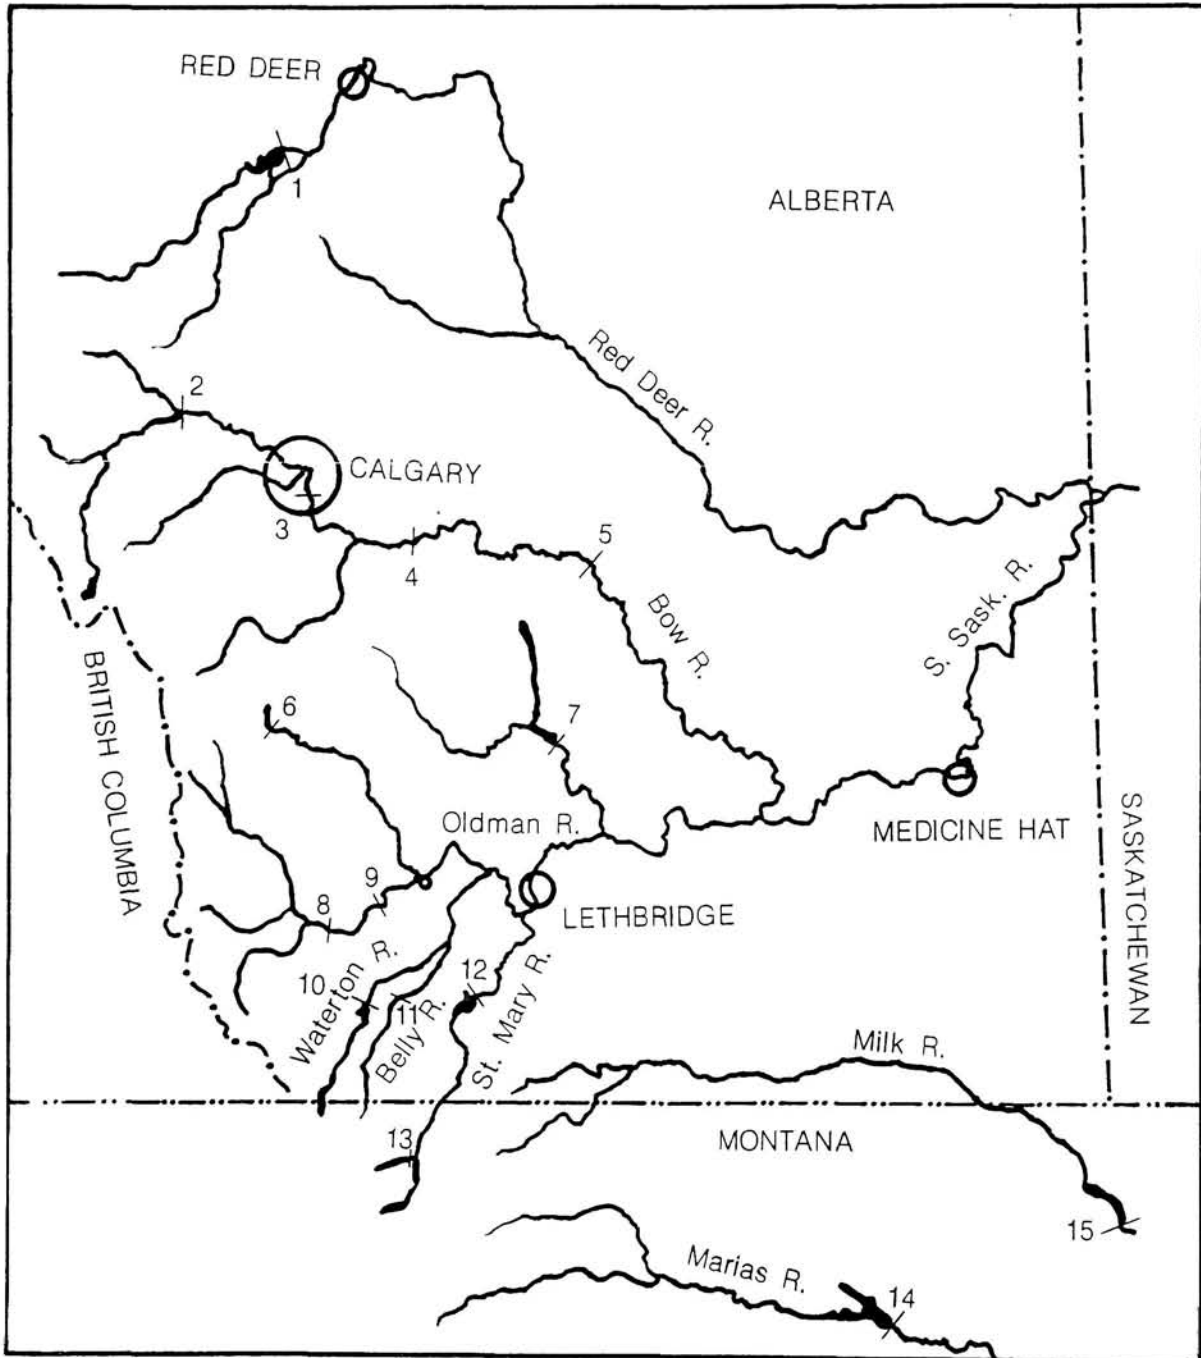 RED DEER
1
ALBERTA
Red Deer R.
2
CALGARY
3
4
5
Bow R.
S. Sask. R.
BRITISH COLUMBIA
6
7
Oldman R.
MEDICINE HAT
SASKATCHEWAN
8
9
LETHBRIDGE
Waterton R.
10
11
Belly R.
12
St. Mary R.
Milk R.
13
MONTANA
15
Marias R.
14